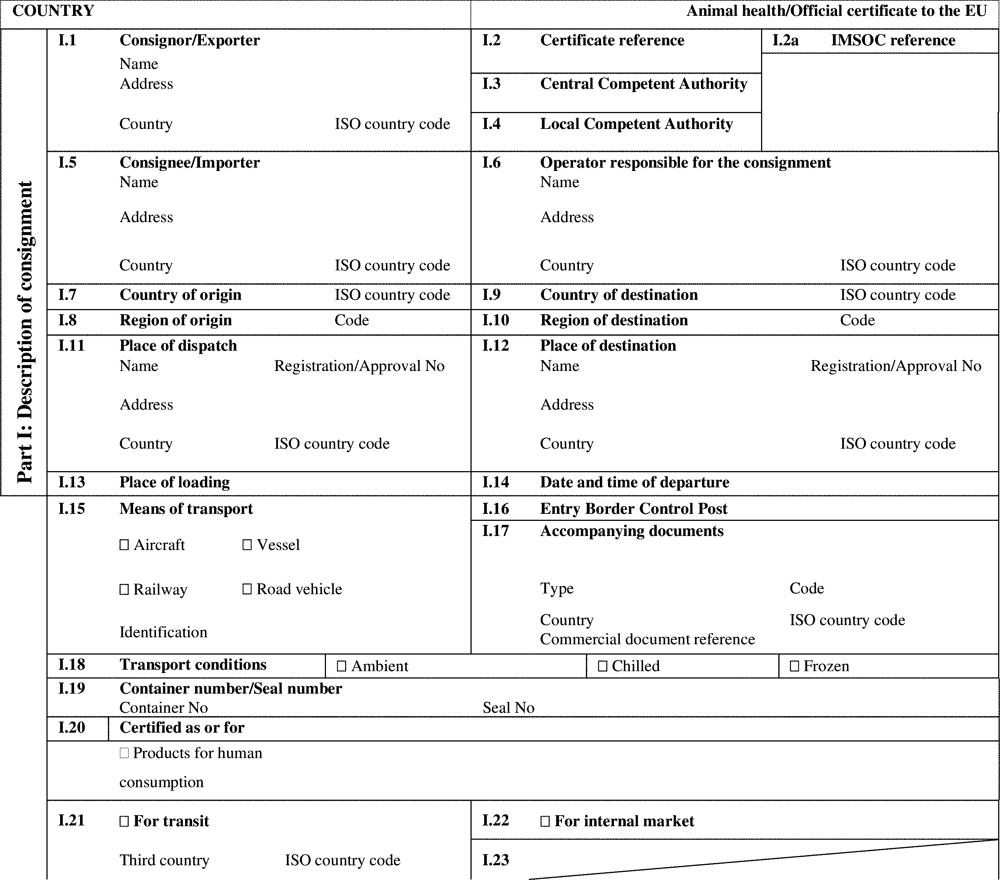 COUNTRY Animal health/Official certificate to the EU
Part I: Description of consignment
I.1 Consignor/Exporter
Name
Address
Country ISO country code
I.2 Certificate reference
I.2a IMSOC reference
I.3 Central Competent Authority
I.4 Local Competent Authority
I.5 Consignee/Importer
Name
Address
Country ISO country code
I.6 Operator responsible for the consignment
Name
Address
Country ISO country code
I.7 Country of origin ISO country code
I.9 Country of destination ISO country code
I.8 Region of origin Code
I.10 Region of destination Code
I.11 Place of dispatch
Name Registration/Approval No
Address
Country ISO country code
I.12 Place of destination
Name Registration/Approval No
Address
Country ISO country code
I.13 Place of loading
I.14 Date and time of departure
I.15 Means of transport
☐ Aircraft ☐ Vessel
☐ Railway ☐ Road vehicle
Identification
I.16 Entry Border Control Post
I.17 Accompanying documents
Type Code
Country ISO country code
Commercial document reference
I.18 Transport conditions ☐ Ambient ☐ Chilled ☐ Frozen
I.19 Container number/Seal number
Container No Seal No
I.20 Certified as or for
☐ Products for human
consumption
I.21 ☐ For transit
Third country ISO country code
I.22 ☐ For internal market
I.23